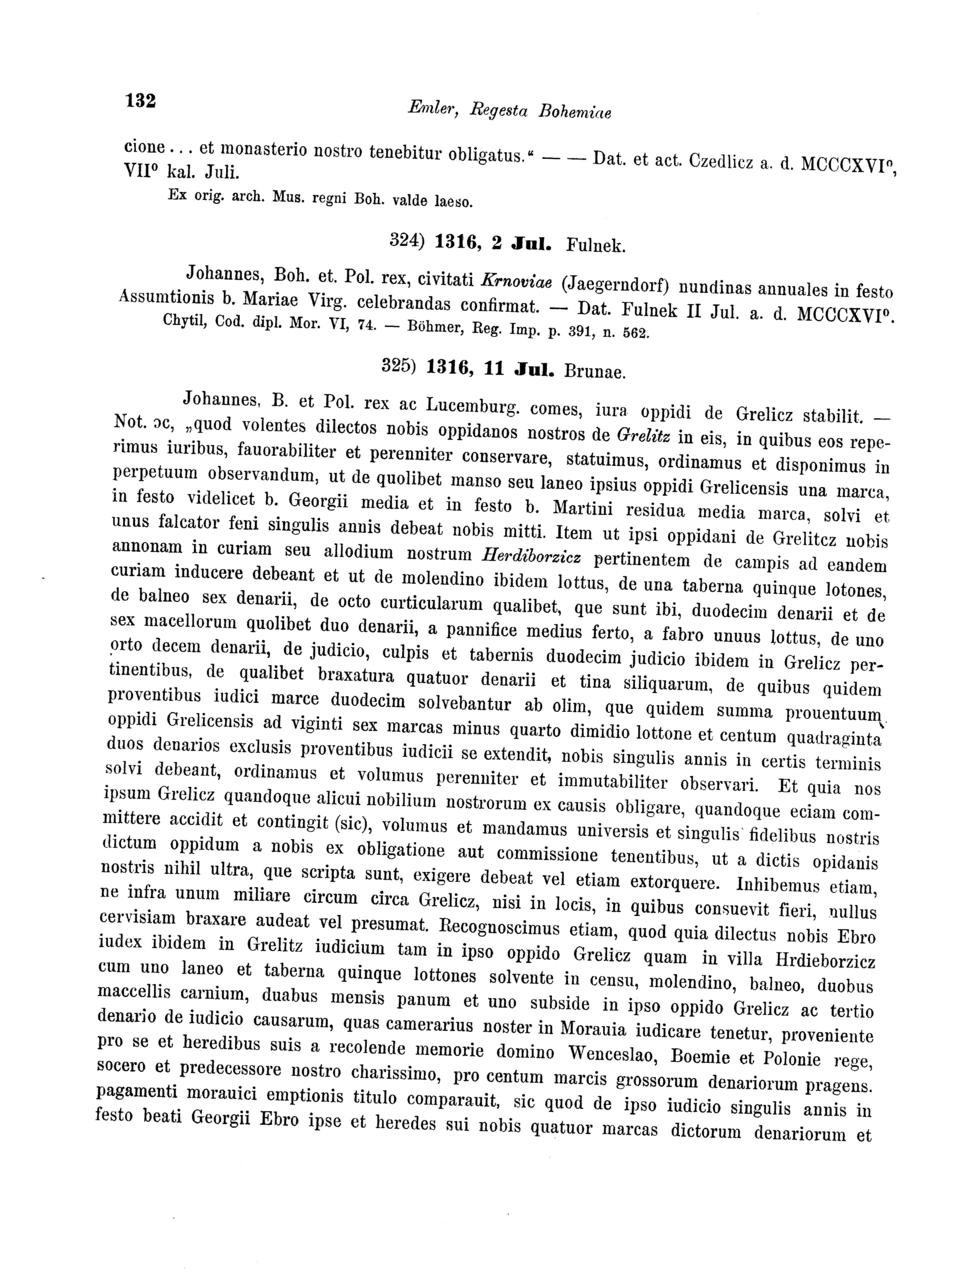 132
Emler, Regesta Bohemiae
cione . . . et monasterio nostro tenebitur obligatus.“ — — Dat. et act. Czedlicz a. d. MCCCXVI⁰,
VII⁰ kal. Juli.
Ex orig. arch. Mus. regni Boh. valde laeso.
324) 1316, 2 Jul. Fulnek.
Johannes, Boh. et. Pol. rex, civitati Krnoviae (Jaegerndorf) nundinas annuales in festo
Assumtionis b. Mariae Virg. celebrandas confirmat. — Dat. Fulnek II Jul. a. d. MCCCXVI⁰.
Chytil, Cod. dipl. Mor. VI, 74. — Böhmer, Reg. Imp. p. 391, n. 562.
325) 1316, 11 Jul. Brunae.
Johannes, B. et Pol. rex ac Lucemburg. comes, iura oppidi de Grelicz stabilit. —
Not. ɔc, „quod volentes dilectos nobis oppidanos nostros de Grelitz in eis, in quibus eos repe-
rimus iuribus, fauorabiliter et perenniter conservare, statuimus, ordinamus et disponimus in
perpetuum observandum, ut de quolibet manso seu laneo ipsius oppidi Grelicensis una marca,
in festo videlicet b. Georgii media et in festo b. Martini residua media marca, solvi et
unus falcator feni singulis annis debeat nobis mitti. Item ut ipsi oppidani de Grelitcz nobis
annonam in curiam seu allodium nostrum Herdiborzicz pertinentem de campis ad eandem
curiam inducere debeant et ut de molendino ibidem lottus, de una taberna quinque lotones,
de balneo sex denarii, de octo curticularum qualibet, que sunt ibi, duodecim denarii et de
sex macellorum quolibet duo denarii, a pannifice medius ferto, a fabro unuus lottus, de uno
orto decem denarii, de judicio, culpis et tabernis duodecim judicio ibidem in Grelicz per-
tinentibus, de qualibet braxatura quatuor denarii et tina siliquarum, de quibus quidem
proventibus iudici marce duodecim solvebantur ab olim, que quidem summa prouentuum
oppidi Grelicensis ad viginti sex marcas minus quarto dimidio lottone et centum quadraginta
duos denarios exclusis proventibus iudicii se extendit, nobis singulis annis in certis terminis
solvi debeant, ordinamus et volumus perenniter et immutabiliter observari. Et quia nos
ipsum Grelicz quandoque alicui nobilium nostrorum ex causis obligare, quandoque eciam com-
mittere accidit et contingit (sic), volumus et mandamus universis et singulis fidelibus nostris
dictum oppidum a nobis ex obligatione aut commissione tenentibus, ut a dictis opidanis
nostris nihil ultra, que scripta sunt, exigere debeat vel etiam extorquere. Inhibemus etiam,
ne infra unum miliare circum circa Grelicz, nisi in locis, in quibus consuevit fieri, nullus
cervisiam braxare audeat vel presumat. Recognoscimus etiam, quod quia dilectus nobis Ebro
iudex ibidem in Grelitz iudicium tam in ipso oppido Grelicz quam in villa Hrdieborzicz
cum uno laneo et taberna quinque lottones solvente in censu, molendino, balneo, duobus
maccellis carnium, duabus mensis panum et uno subside in ipso oppido Grelicz ac tertio
denario de iudicio causarum, quas camerarius noster in Morauia iudicare tenetur, proveniente
pro se et heredibus suis a recolende memorie domino Wenceslao, Boemie et Polonie rege,
socero et predecessore nostro charissimo, pro centum marcis grossorum denariorum pragens.
pagamenti morauici emptionis titulo comparauit, sic quod de ipso iudicio singulis annis in
festo beati Georgii Ebro ipse et heredes sui nobis quatuor marcas dictorum denariorum et